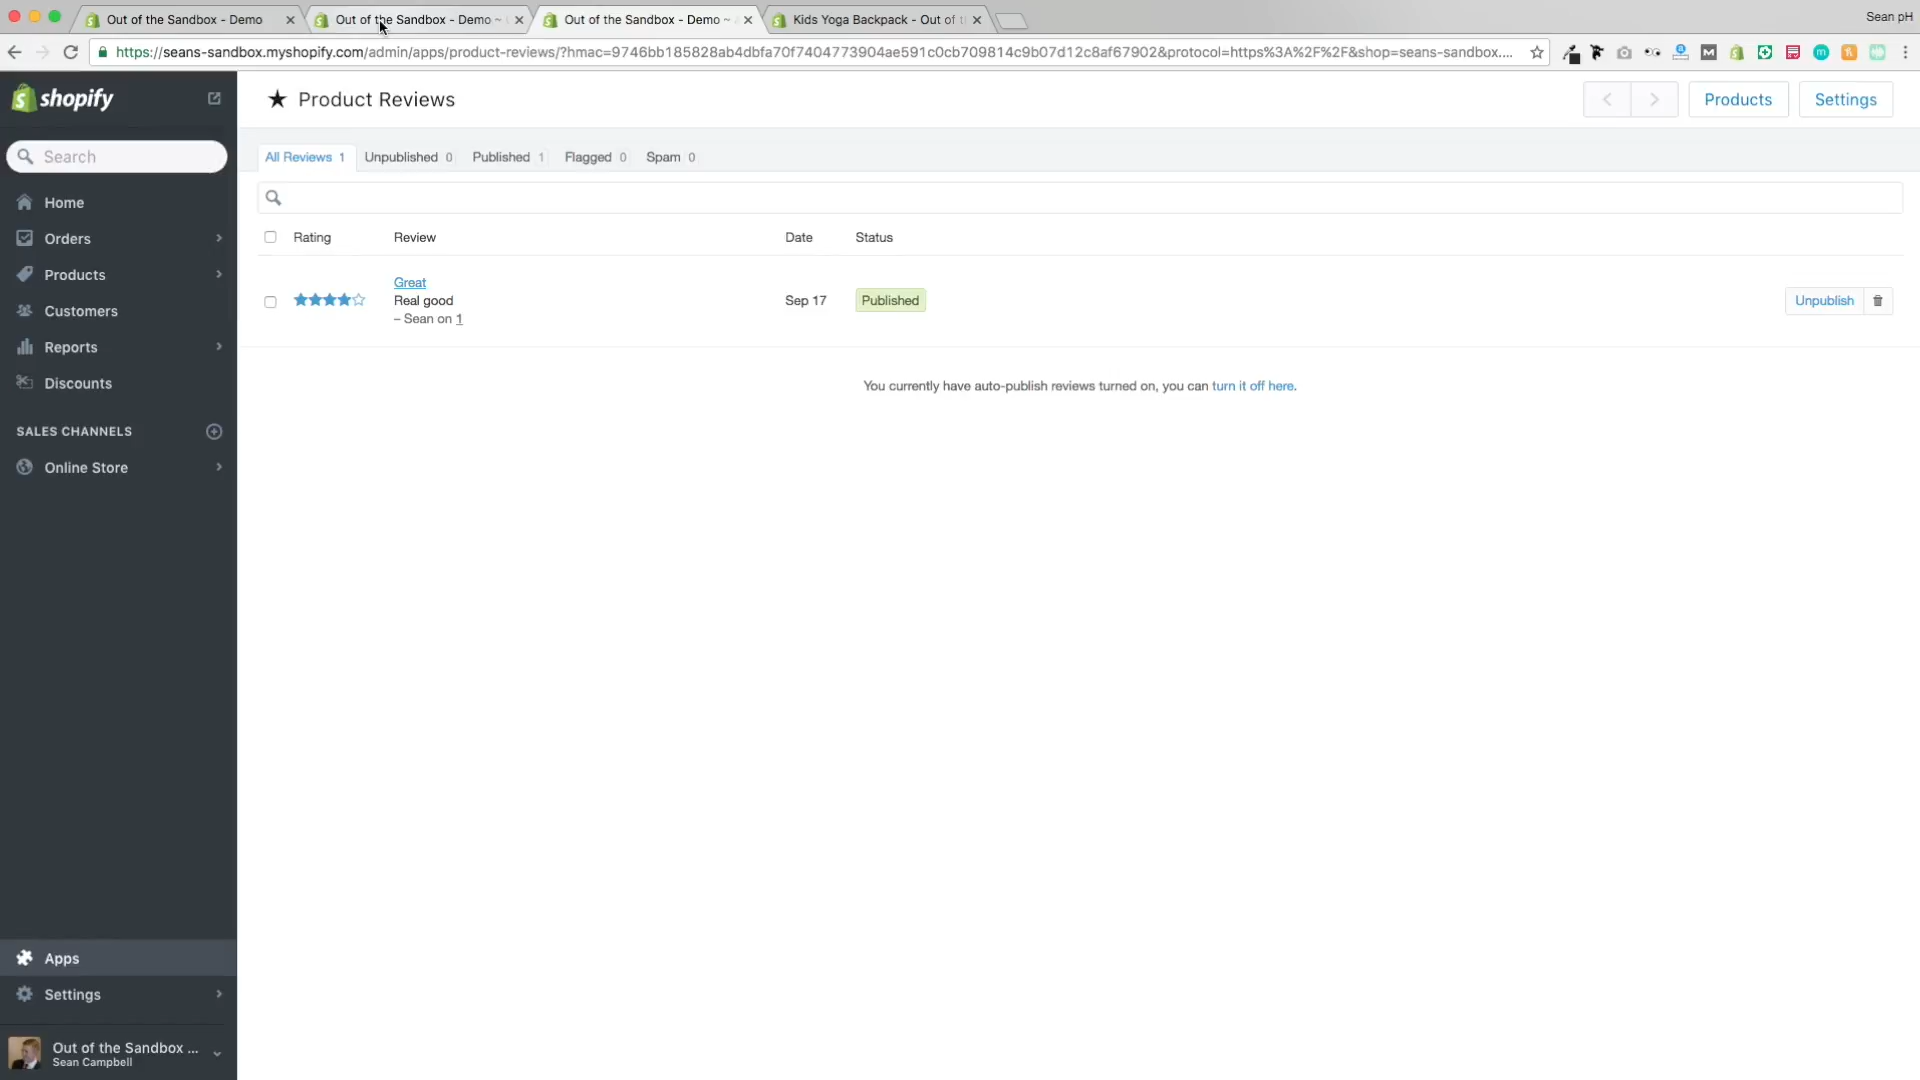 Out of the Sandbox - Demo
Out of the Sandbox - Demo ~
Out of the Sandbox - Demo ~
Kids Yoga Backpack - Out of
Sean pH
https://seans-sandbox.myshopify.com/admin/apps/product-reviews/?hmac=9746bb185828ab4dbfa70f7404773904ae591c0cb709814c9b07d12c8af67902&protocol=https%3A%2F%2F&shop=seans-sandbox....
shopify
Product Reviews
Products
Settings
Search
All Reviews 1
Unpublished 0
Published 1
Flagged 0
Spam 0
Home
Orders
Products
Customers
Reports
Discounts
SALES CHANNELS
Online Store
Rating
Review
Date
Status
Great
Real good
– Sean on 1
Sep 17
Published
Unpublish
You currently have auto-publish reviews turned on, you can turn it off here.
Apps
Settings
Out of the Sandbox ...
Sean Campbell